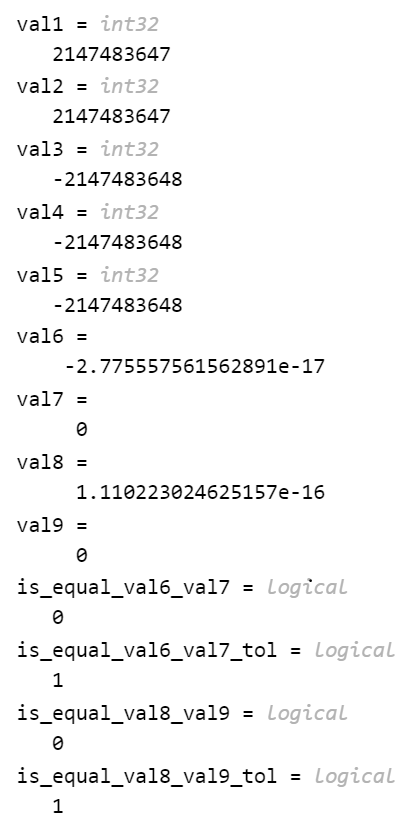 val1 = int32
2147483647
val2 = int32
2147483647
val3 = int32
-2147483648
val4 = int32
-2147483648
val5 = int32
-2147483648
val6 =
-2.775557561562891e-17
val7 =
0
val8 =
1.110223024625157e-16
val9 =
0
is_equal_val6_val7 = logical
0
is_equal_val6_val7_tol = logical
1
is_equal_val8_val9 = logical
0
is_equal_val8_val9_tol = logical
1